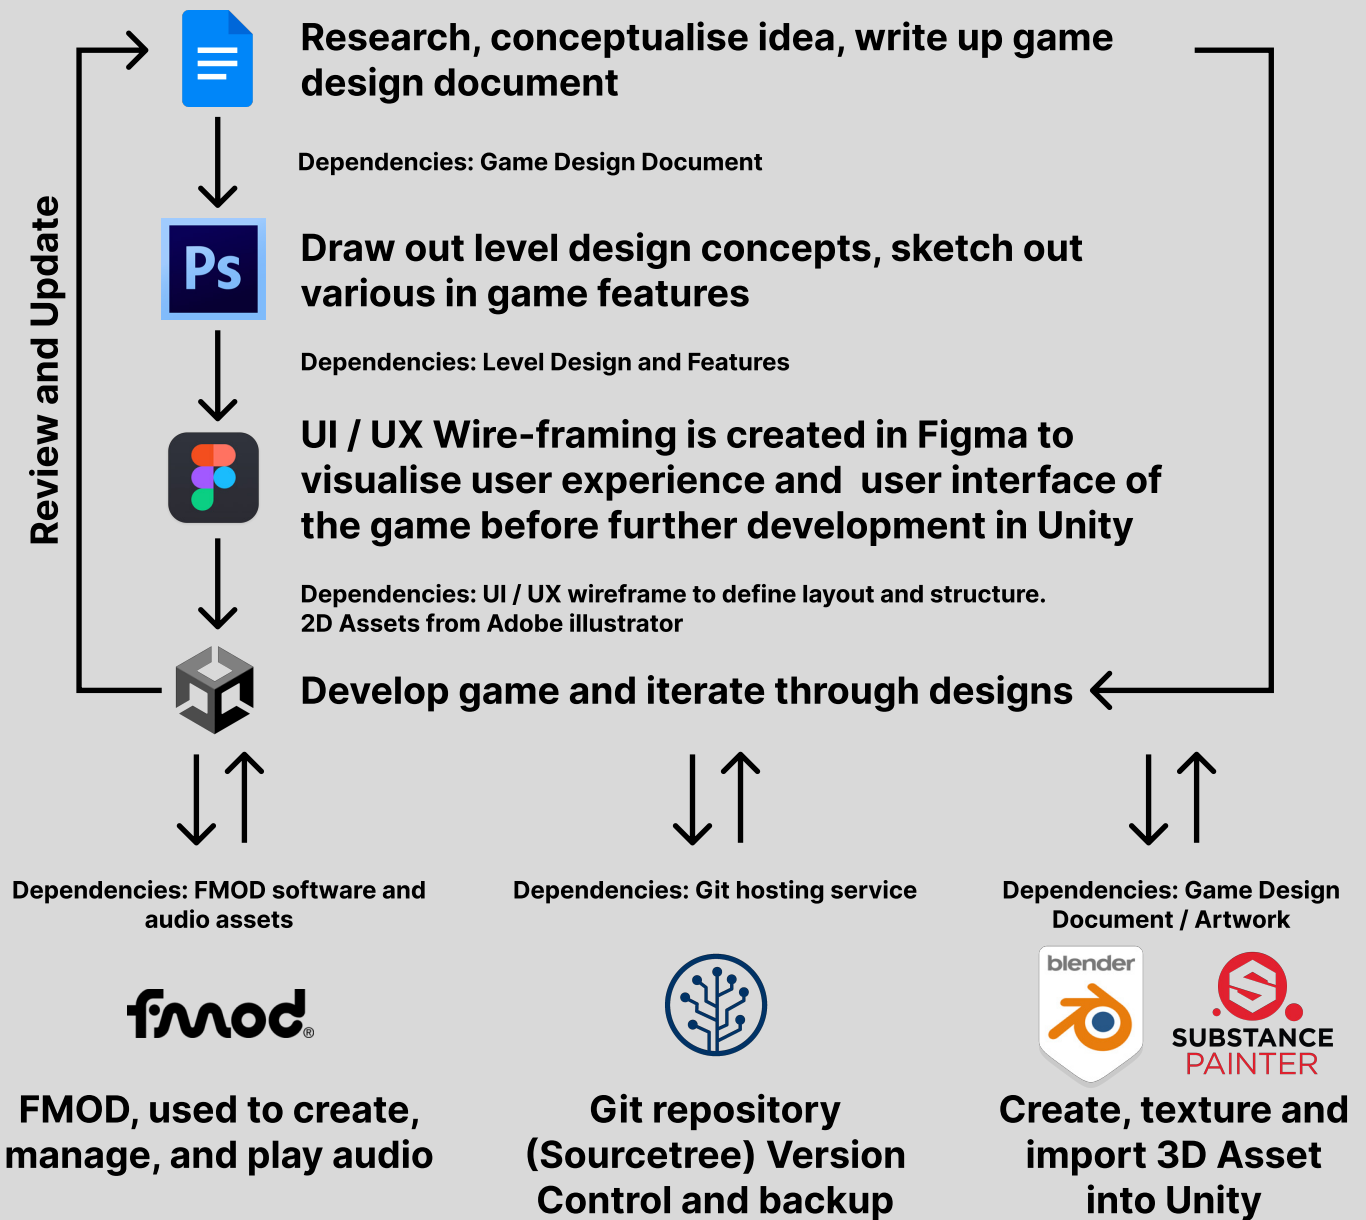 Research, conceptualise idea, write up game
design document
Dependencies: Game Design Document
Review and Update
Ps
Draw out level design concepts, sketch out
various in game features
Dependencies: Level Design and Features
UI / UX Wire-framing is created in Figma to
visualise user experience and  user interface of
the game before further development in Unity
Dependencies: UI / UX wireframe to define layout and structure.
2D Assets from Adobe illustrator
Develop game and iterate through designs
Dependencies: FMOD software and
audio assets
fmod®
FMOD, used to create,
manage, and play audio
Dependencies: Git hosting service
Git repository
(Sourcetree) Version
Control and backup
Dependencies: Game Design
Document / Artwork
blender
SUBSTANCE
PAINTER
Create, texture and
import 3D Asset
into Unity